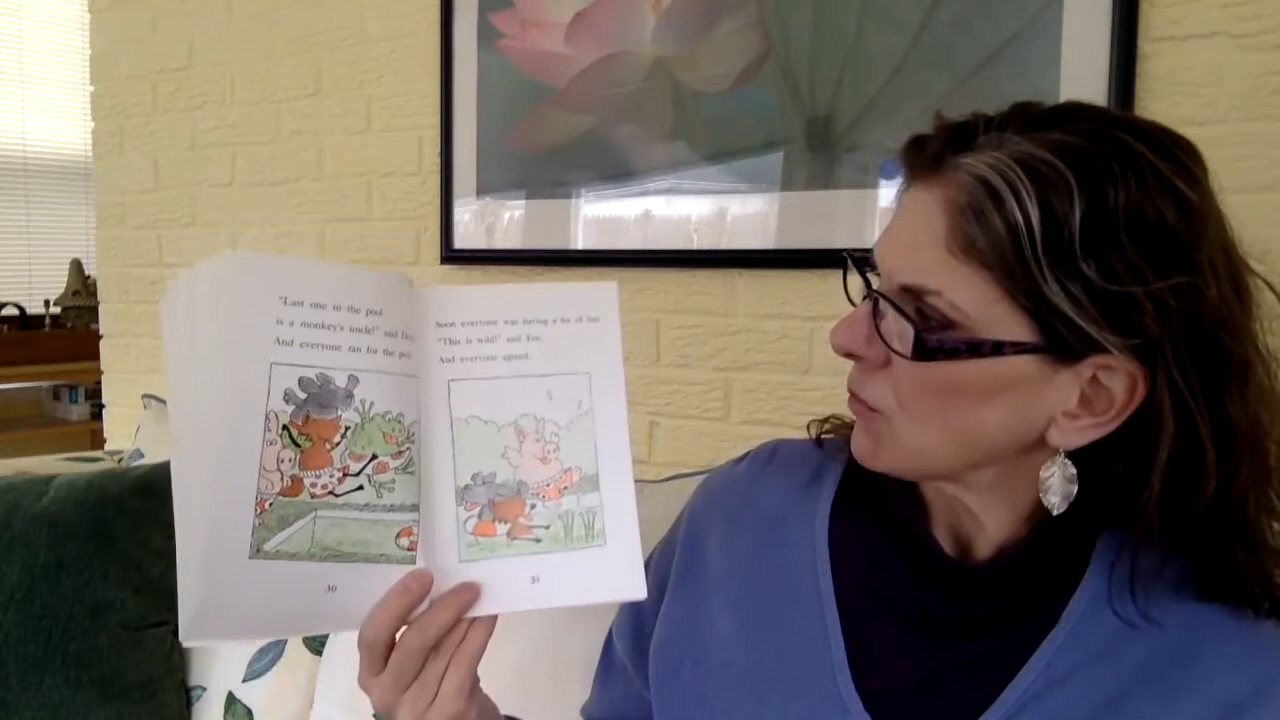 "Last one in the pool
is a monkey's uncle!" said
And everyone ran for the pool
30
Soon everyone was having a lot of fun.
"This is wild!" said Fox.
And everyone agreed.
31